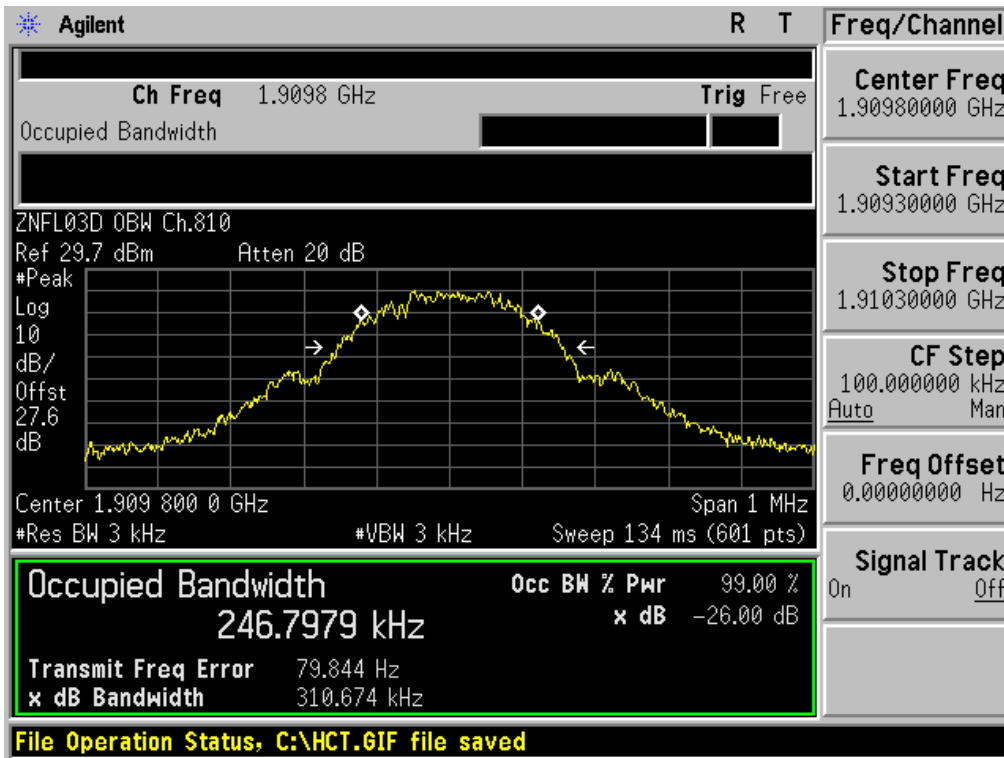 Agilent R T
Ch Freq 1.9098 GHz Trig Free
Occupied Bandwidth
ZNFL03D OBW Ch.810
Ref 29.7 dBm Atten 20 dB
#Peak
Log
10
dB/
Offst
27.6
dB
Center 1.909 800 0 GHz Span 1 MHz
#Res BW 3 kHz #VBW 3 kHz Sweep 134 ms (601 pts)
Occupied Bandwidth Occ BW % Pwr 99.00 %
246.7979 kHz x dB -26.00 dB
Transmit Freq Error 79.844 Hz
x dB Bandwidth 310.674 kHz
File Operation Status, C:\HCT.GIF file saved
Freq/Channel
Center Freq
1.90980000 GHz
Start Freq
1.90930000 GHz
Stop Freq
1.91030000 GHz
CF Step
100.000000 kHz
Auto Man
Freq Offset
0.00000000 Hz
Signal Track
On Off